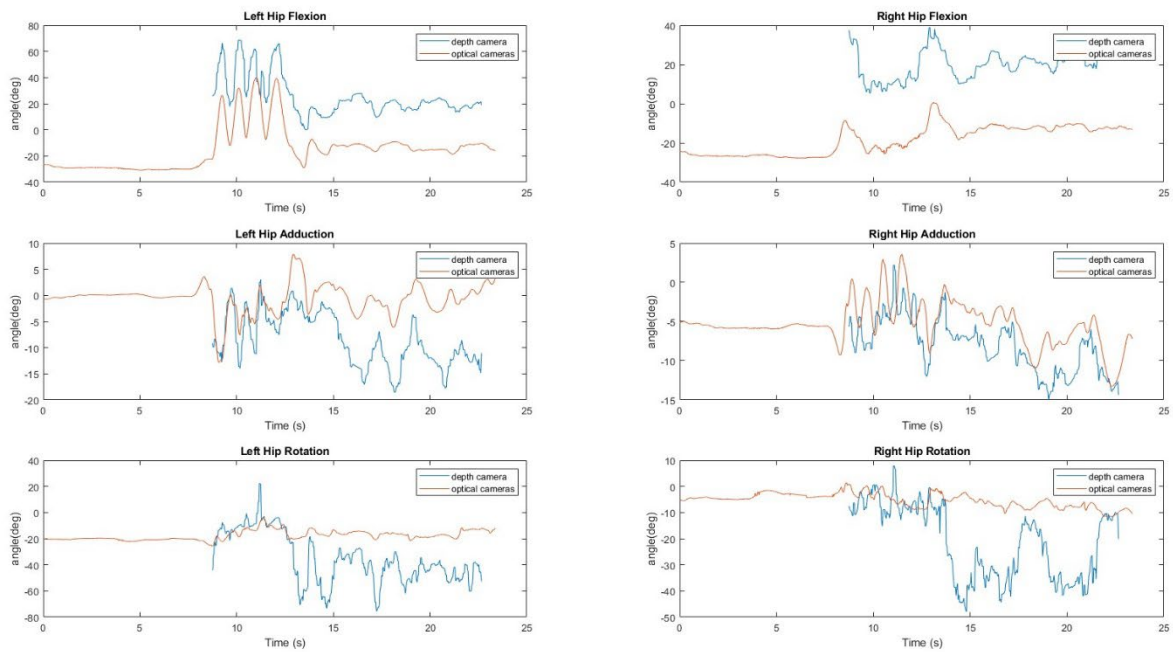 Left Hip Flexion
80
60
40
20
0
-20
-40
angle(deg)
depth camera
optical cameras
0 5 10 15 20 25
Time (s)
Right Hip Flexion
40
20
0
-20
-40
angle(deg)
depth camera
optical cameras
0 5 10 15 20 25
Time (s)
Left Hip Adduction
10
5
0
-5
-10
-15
-20
angle(deg)
depth camera
optical cameras
0 5 10 15 20 25
Time (s)
Right Hip Adduction
5
0
-5
-10
-15
angle(deg)
depth camera
optical cameras
0 5 10 15 20 25
Time (s)
Left Hip Rotation
40
20
0
-20
-40
-60
-80
angle(deg)
depth camera
optical cameras
0 5 10 15 20 25
Time (s)
Right Hip Rotation
10
0
-10
-20
-30
-40
-50
angle(deg)
depth camera
optical cameras
0 5 10 15 20 25
Time (s)